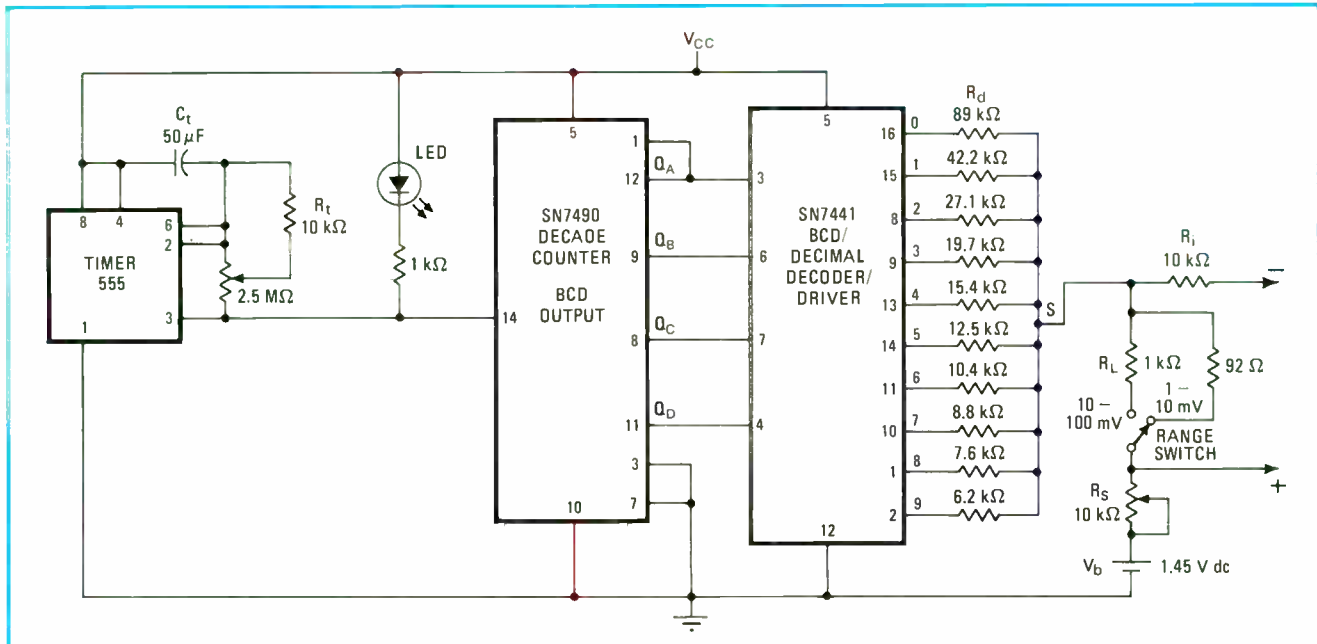 V_CC
C_t
50 μF
LED
R_t
10 kΩ
8
4
6
2
TIMER
555
2.5 MΩ
1
3
1 kΩ
5
1
Q_A
12
SN7490
DECADE
COUNTER
BCD
OUTPUT
Q_B
9
14
Q_C
8
Q_D
11
3
7
10
5
3
6
7
4
SN7441
BCD/
DECIMAL
DECODER/
DRIVER
12
R_d
16 0 89 kΩ
15 1 42.2 kΩ
8 2 27.1 kΩ
9 3 19.7 kΩ
13 4 15.4 kΩ
14 5 12.5 kΩ
11 6 10.4 kΩ
10 7 8.8 kΩ
1 8 7.6 kΩ
2 9 6.2 kΩ
S
R_i
10 kΩ
−
R_L
1 kΩ
92 Ω
10 –
100 mV
1 –
10 mV
RANGE
SWITCH
+
R_S
10 kΩ
V_b
1.45 V dc